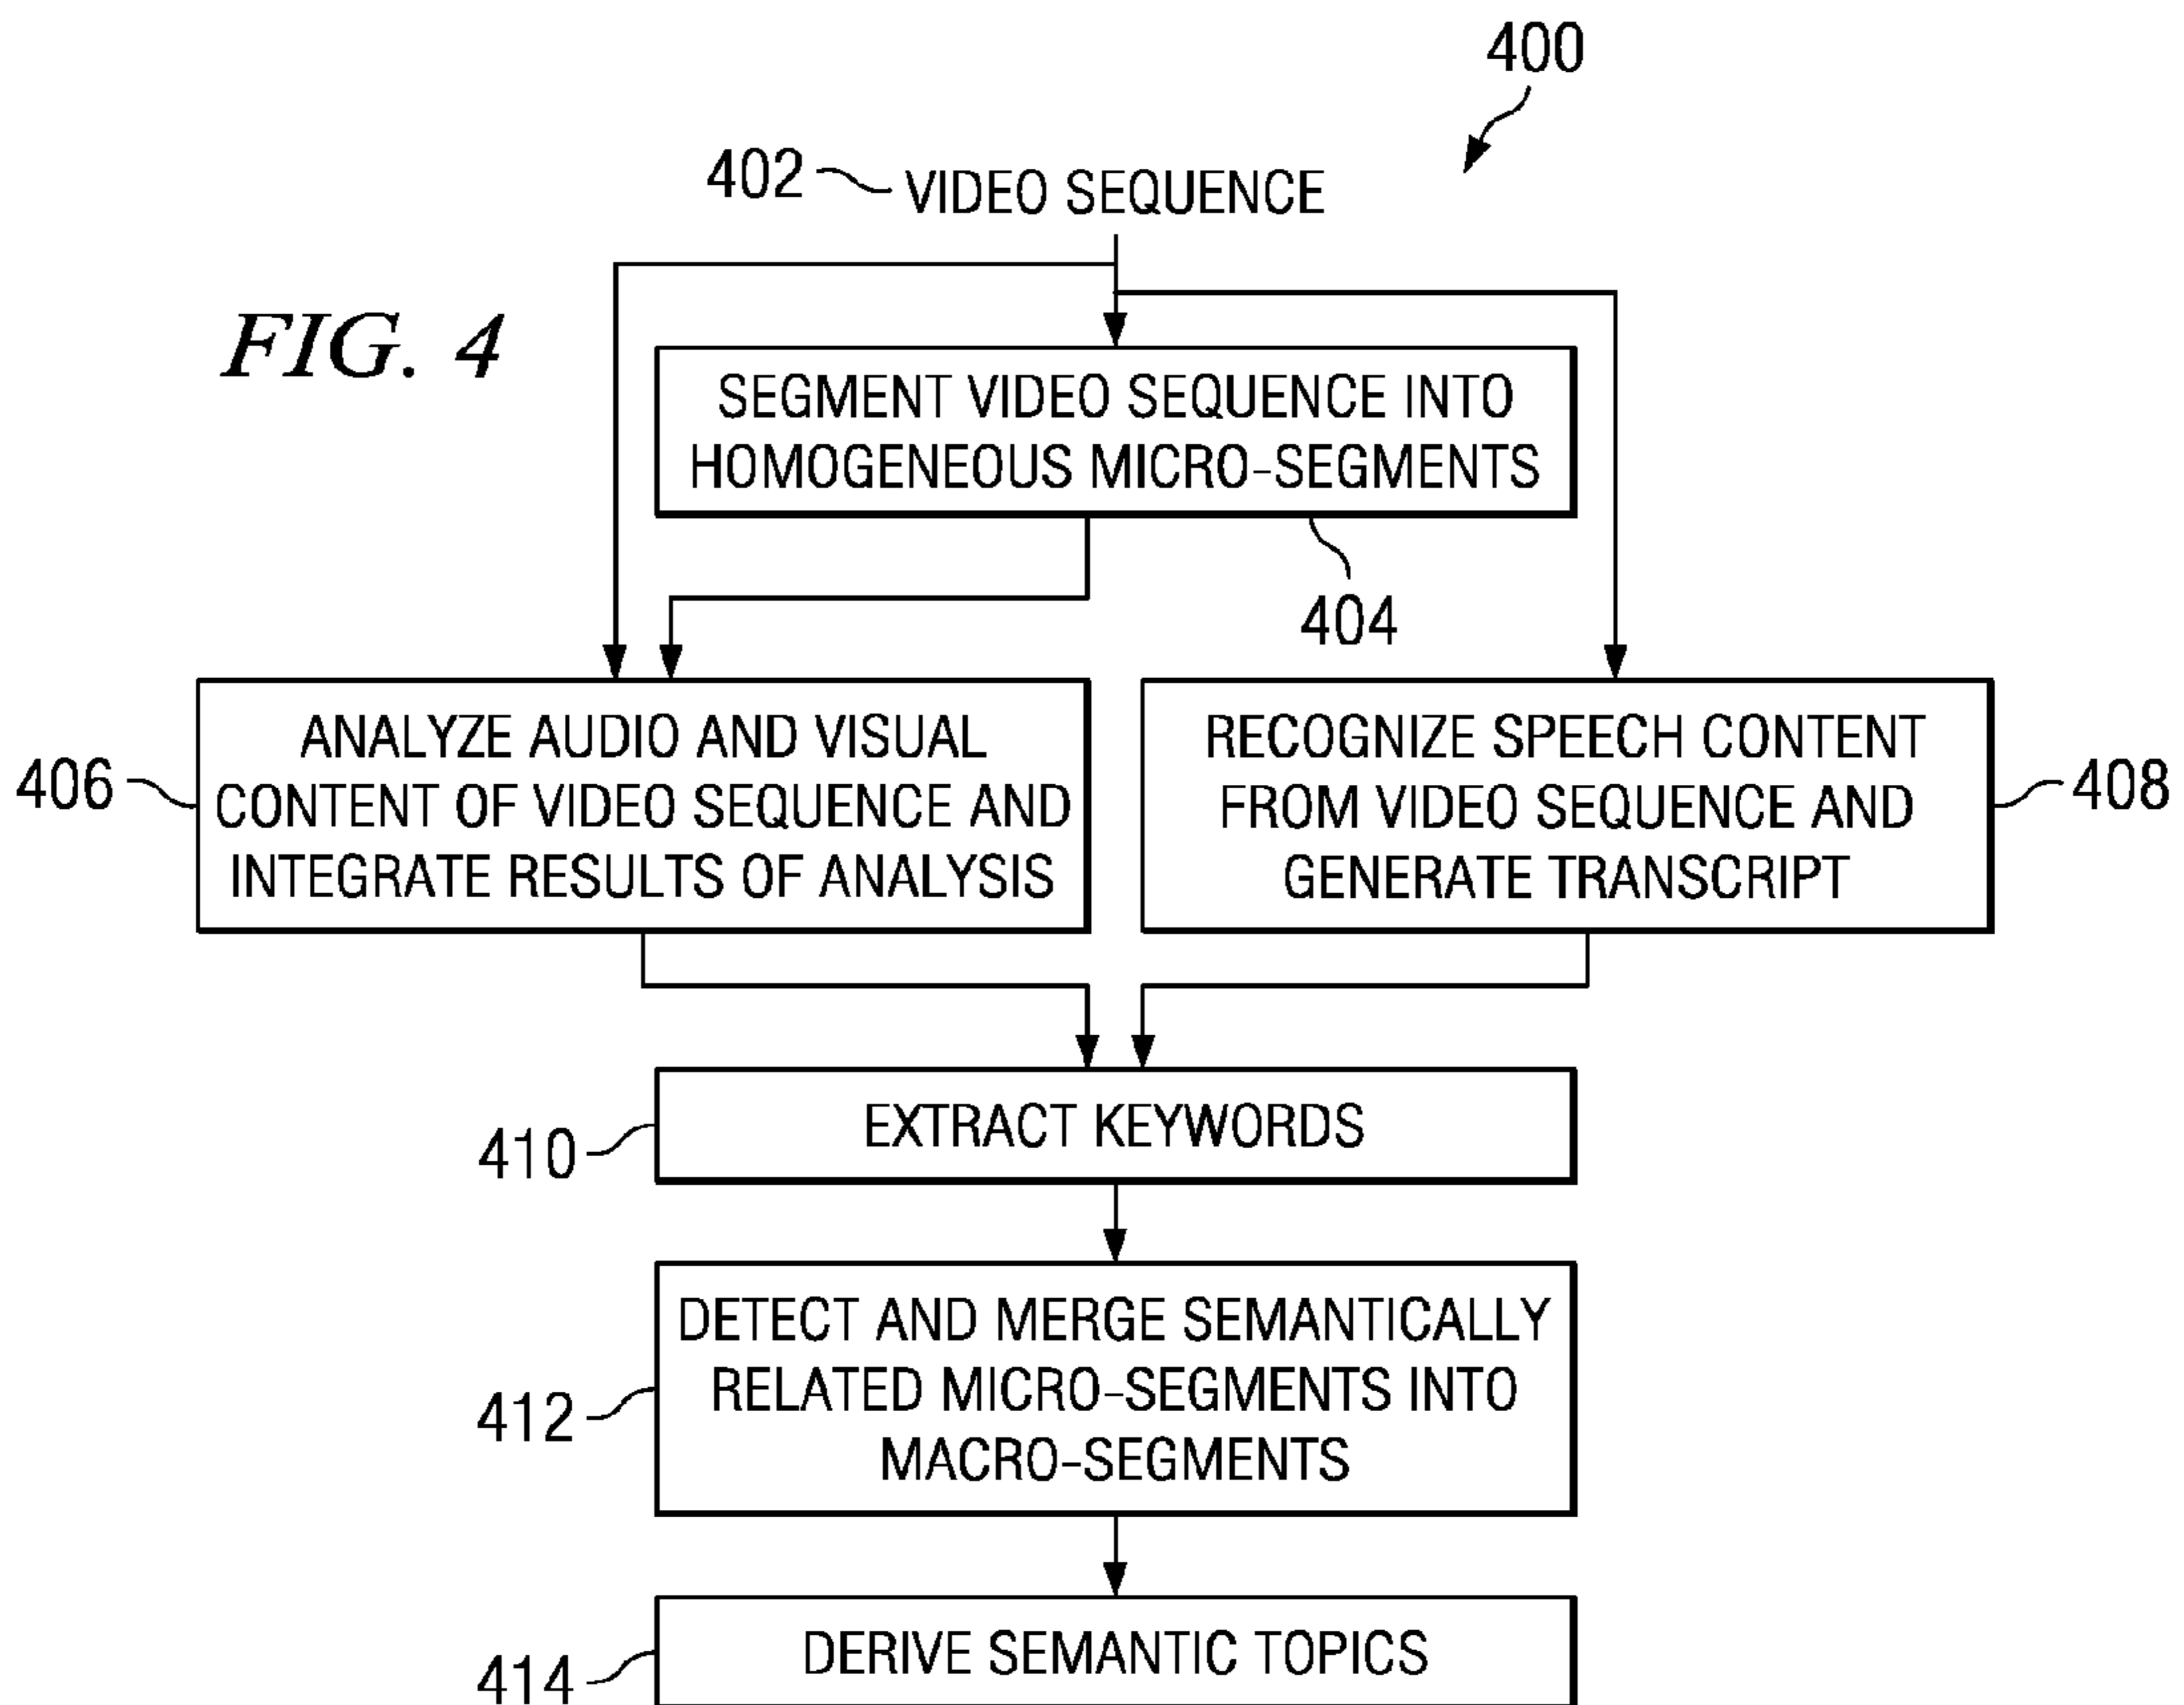 400
402 VIDEO SEQUENCE
FIG. 4
SEGMENT VIDEO SEQUENCE INTO
HOMOGENEOUS MICRO-SEGMENTS
404
406
ANALYZE AUDIO AND VISUAL
CONTENT OF VIDEO SEQUENCE AND
INTEGRATE RESULTS OF ANALYSIS
RECOGNIZE SPEECH CONTENT
FROM VIDEO SEQUENCE AND
GENERATE TRANSCRIPT
408
EXTRACT KEYWORDS
410
DETECT AND MERGE SEMANTICALLY
RELATED MICRO-SEGMENTS INTO
MACRO-SEGMENTS
412
DERIVE SEMANTIC TOPICS
414